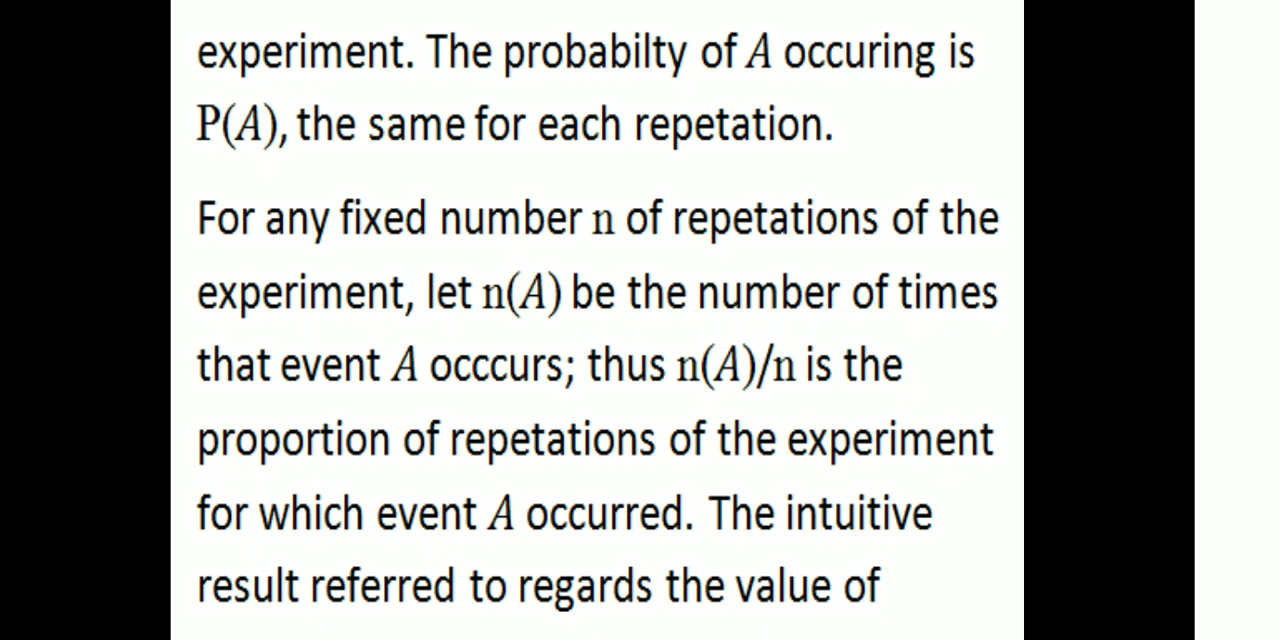 experiment. The probabilty of A occuring is
P(A), the same for each repetation.
For any fixed number n of repetations of the
experiment, let n(A) be the number of times
that event A occcurs; thus n(A)/n is the
proportion of repetations of the experiment
for which event A occurred. The intuitive
result referred to regards the value of